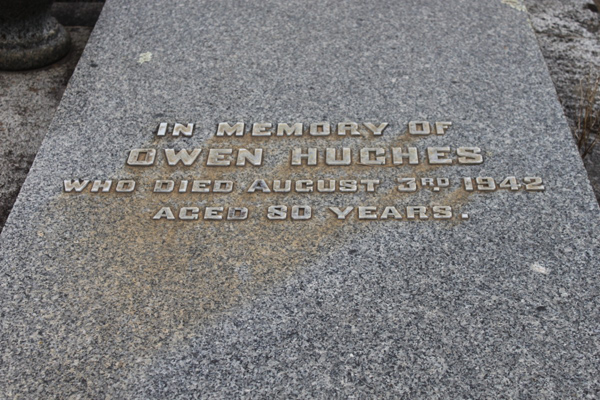 IN MEMORY OF
OWEN HUGHES
WHO DIED AUGUST 3RD 1942
AGED 80 YEARS.